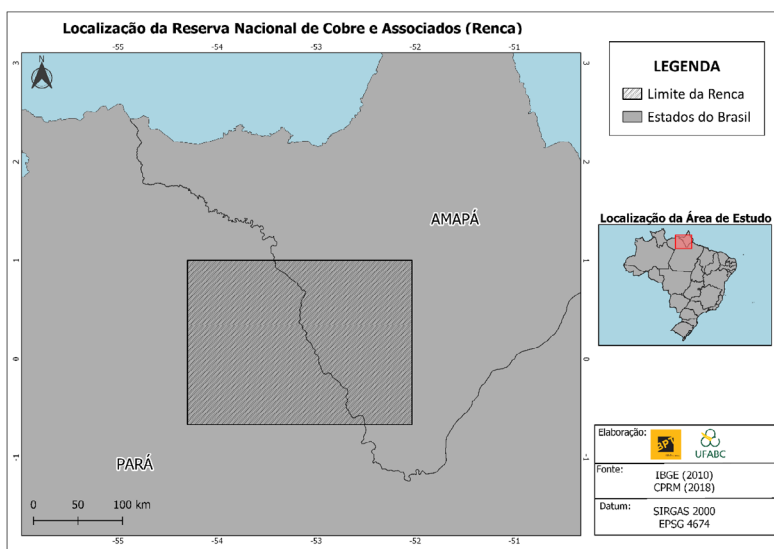 Localização da Reserva Nacional de Cobre e Associados (Renca)
-55
-54
-53
-52
-51
3
2
1
0
-1
N
AMAPÁ
PARÁ
0 50 100 km
3
2
1
0
-1
-55
-54
-53
-52
-51
LEGENDA
Limite da Renca
Estados do Brasil
Localização da Área de Estudo
Elaboração:
UFABC
Fonte:
IBGE (2010)
CPRM (2018)
Datum:
SIRGAS 2000
EPSG 4674